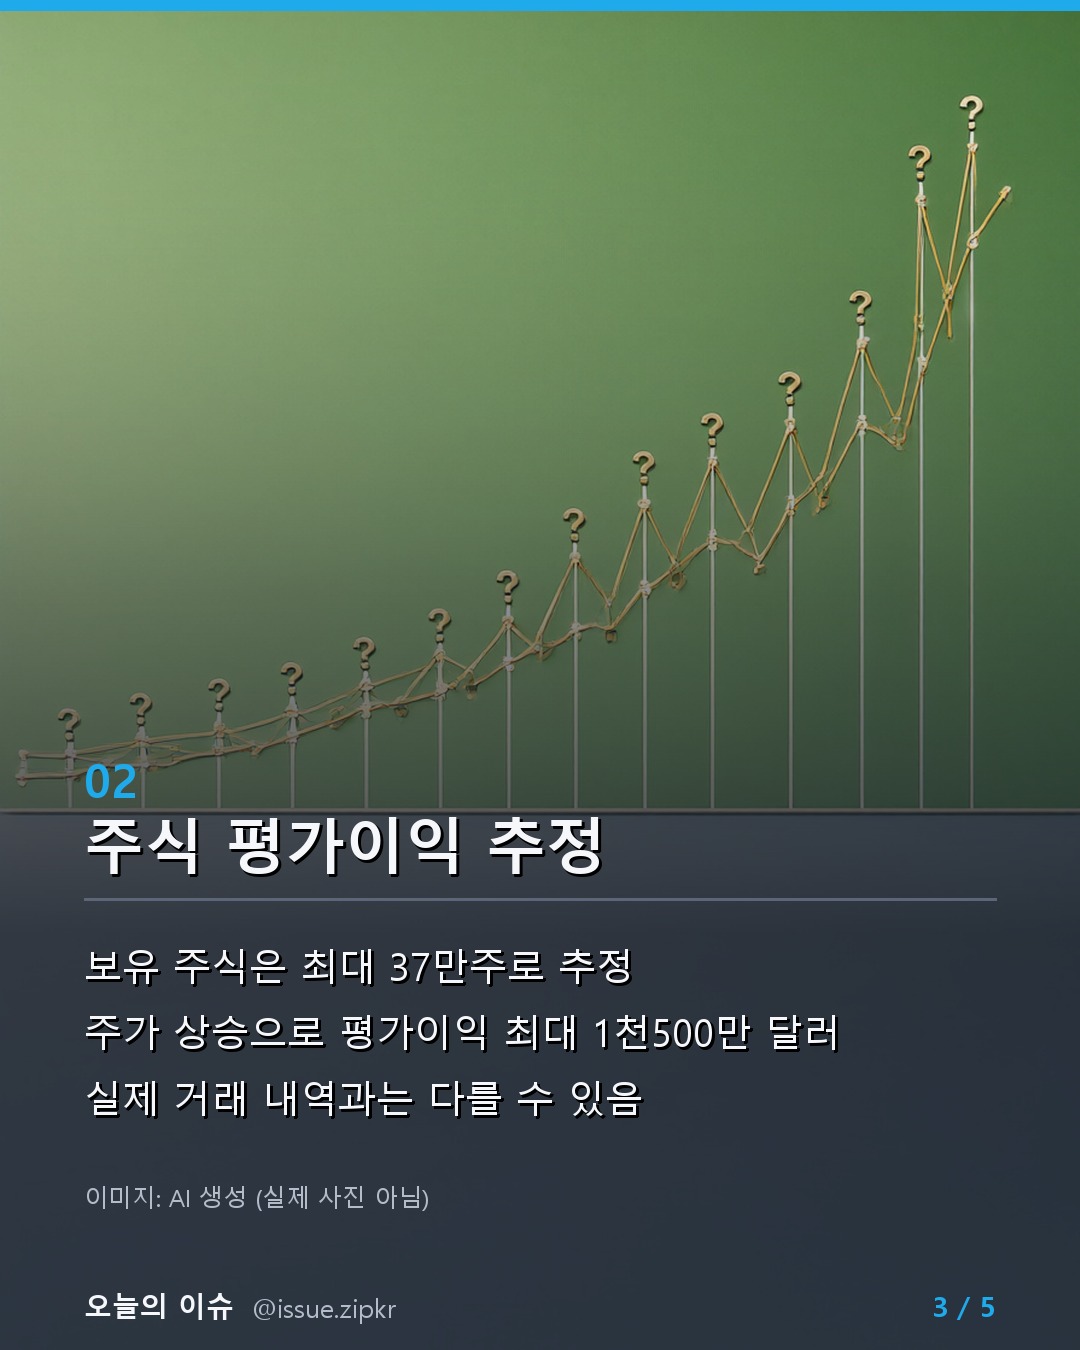 ? ? ? ? ? ? ? ? ? ? ? ? ? ?
02
주식 평가이익 추정
보유 주식은 최대 37만주로 추정
주가 상승으로 평가이익 최대 1천500만 달러
실제 거래 내역과는 다를 수 있음
이미지: AI 생성 (실제 사진 아님)
오늘의 이슈 @issue.zipkr
3 / 5